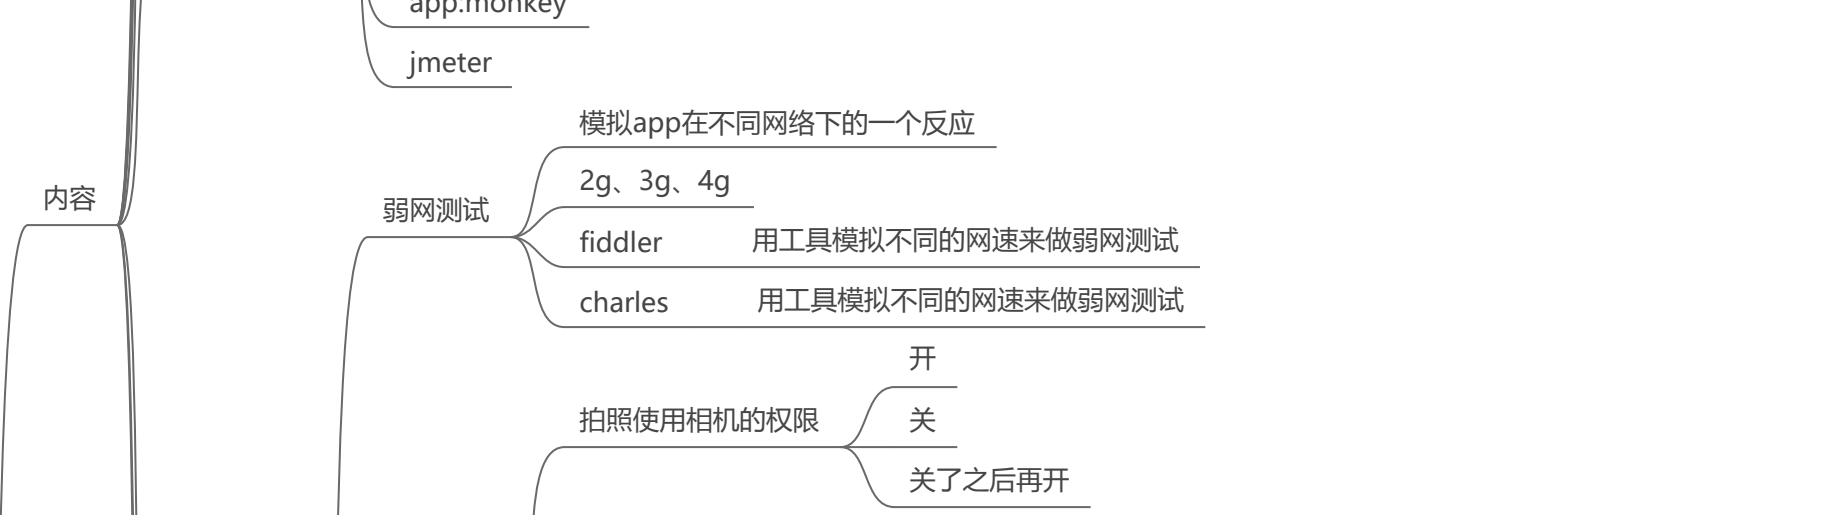 app.monkey
jmeter
内容
弱网测试
模拟app在不同网络下的一个反应
2g、3g、4g
fiddler 用工具模拟不同的网速来做弱网测试
charles 用工具模拟不同的网速来做弱网测试
拍照使用相机的权限
开
关
关了之后再开